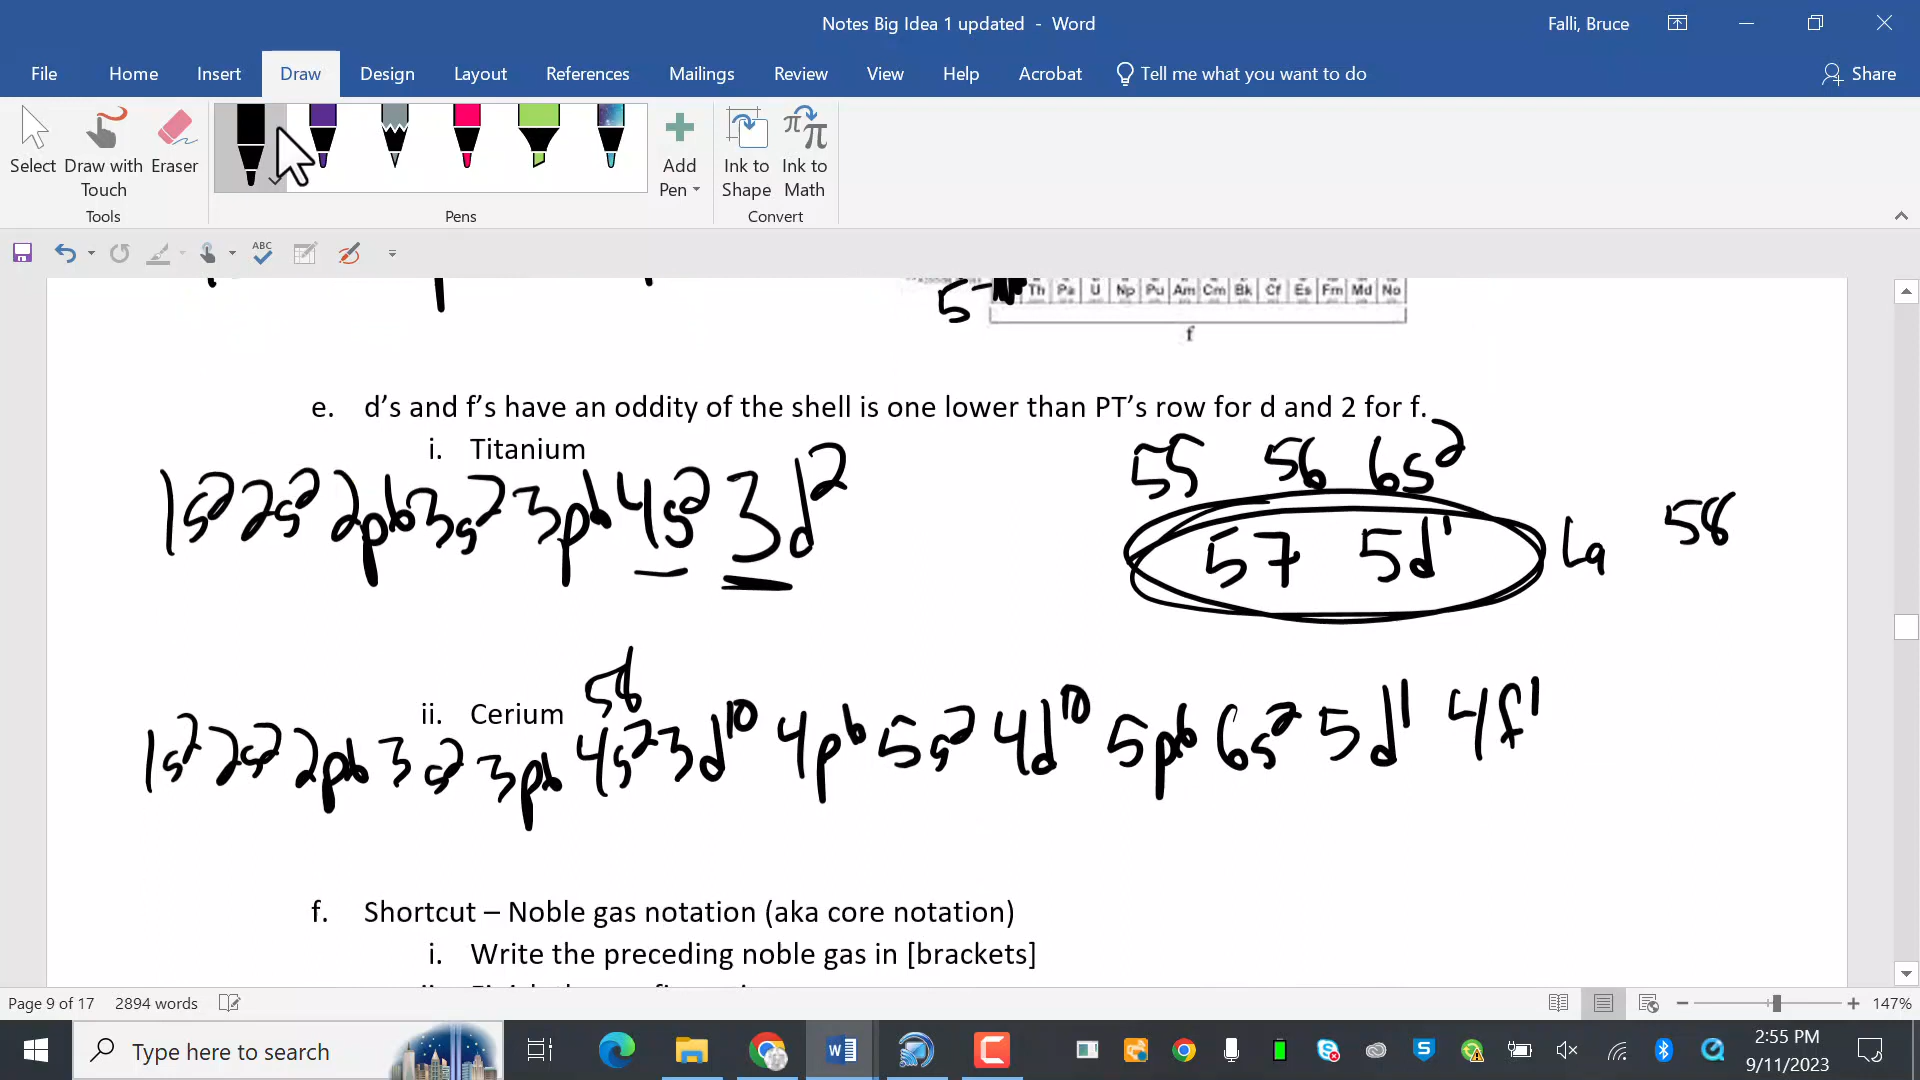 Notes Big Idea 1 updated - Word
Falli, Bruce
File Home Insert Draw Design Layout References Mailings Review View Help Acrobat Tell me what you want to do Share
Select Draw with Touch Eraser Add Pen Ink to Shape Ink to Math
Tools Pens Convert
ABC
5 Th Pa U Np Pu Am Cm Bk Cf Es Fm Md No
f
e. d’s and f’s have an oddity of the shell is one lower than PT’s row for d and 2 for f.
i. Titanium
55 56 6s²
1s² 2s² 2p⁶ 3s² 3p⁶ 4s² 3d²
57 5d¹ La 58
ii. Cerium 58
1s² 2s² 2p⁶ 3s² 3p⁶ 4s² 3d¹⁰ 4p⁶ 5s² 4d¹⁰ 5p⁶ 6s² 5d¹ 4f¹
f. Shortcut – Noble gas notation (aka core notation)
i. Write the preceding noble gas in [brackets]
Page 9 of 17 2894 words 147%
Type here to search
2:55 PM
9/11/2023